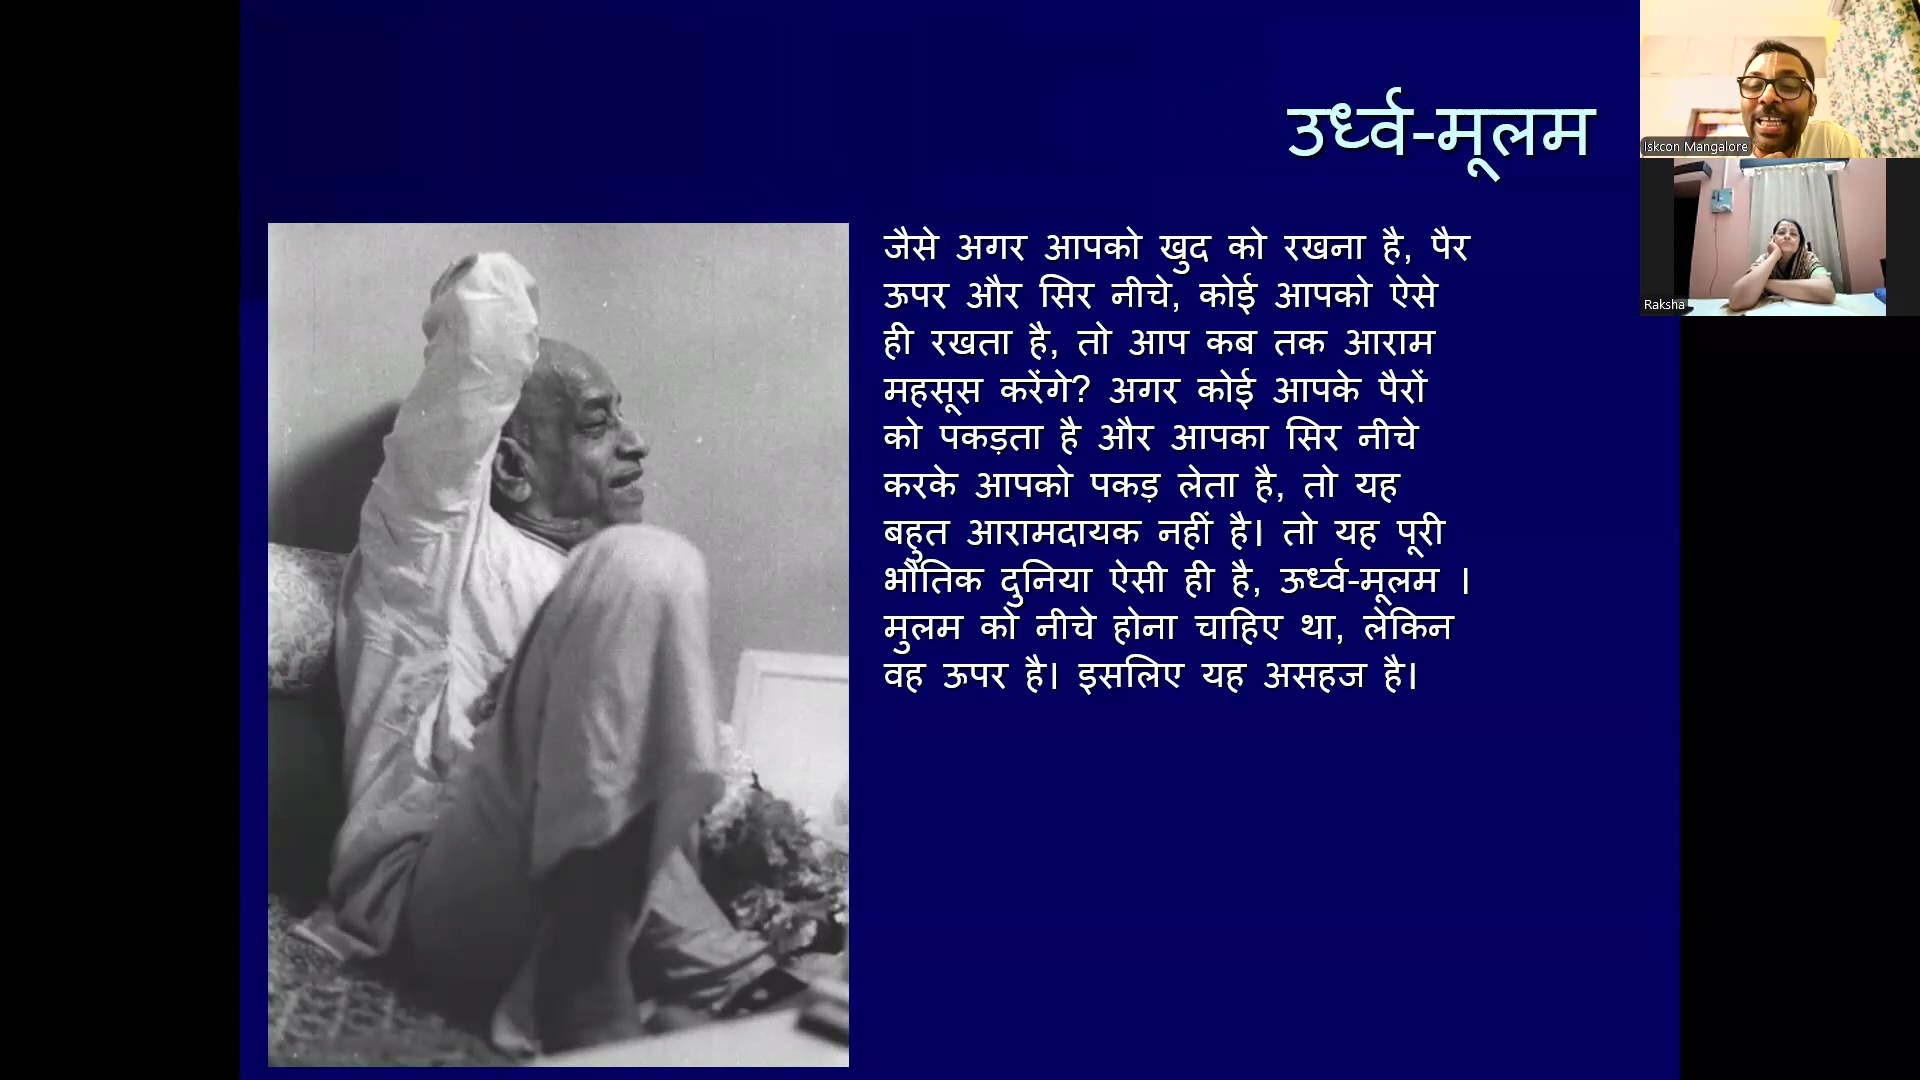 उर्ध्व-मूलम
जैसे अगर आपको खुद को रखना है, पैर
ऊपर और सिर नीचे, कोई आपको ऐसे
ही रखता है, तो आप कब तक आराम
महसूस करेंगे? अगर कोई आपके पैरों
को पकड़ता है और आपका सिर नीचे
करके आपको पकड़ लेता है, तो यह
बहुत आरामदायक नहीं है। तो यह पूरी
भौतिक दुनिया ऐसी ही है, ऊर्ध्व-मूलम ।
मुलम को नीचे होना चाहिए था, लेकिन
वह ऊपर है। इसलिए यह असहज है।
Iskcon Mangalore
Raksha